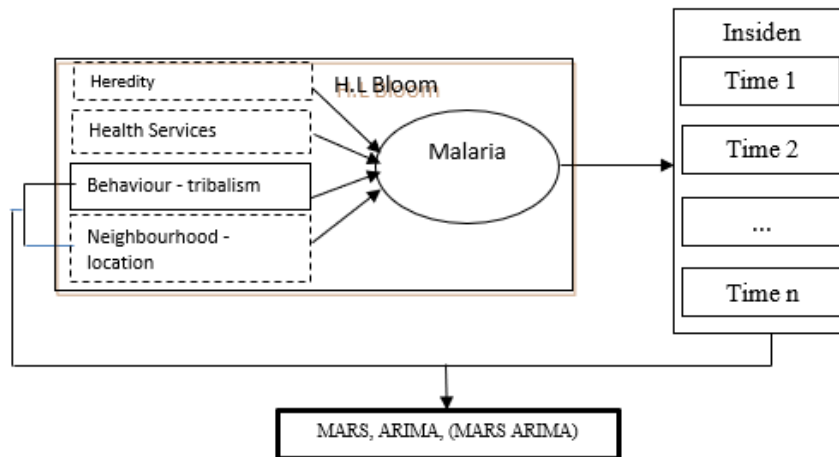 Heredity
H.L Bloom
Health Services
Behaviour - tribalism
Neighbourhood -
location
Malaria
Insiden
Time 1
Time 2
...
Time n
MARS, ARIMA, (MARS ARIMA)